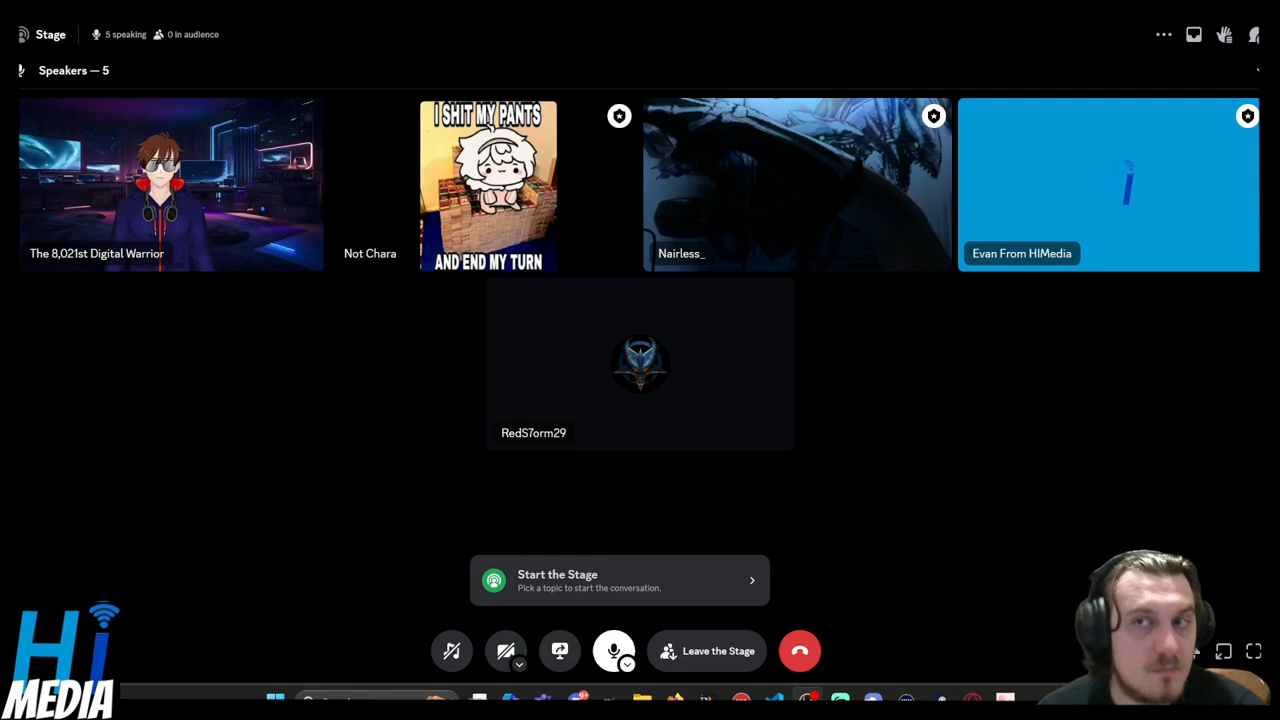 Stage
5 speaking
0 in audience
Speakers — 5
I SHIT MY PANTS
AND END MY TURN
The 8,021st Digital Warrior
Not Chara
Nairless_
i
Evan From HIMedia
RedS7orm29
Start the Stage
Pick a topic to start the conversation.
Leave the Stage
Hi
MEDIA
9+